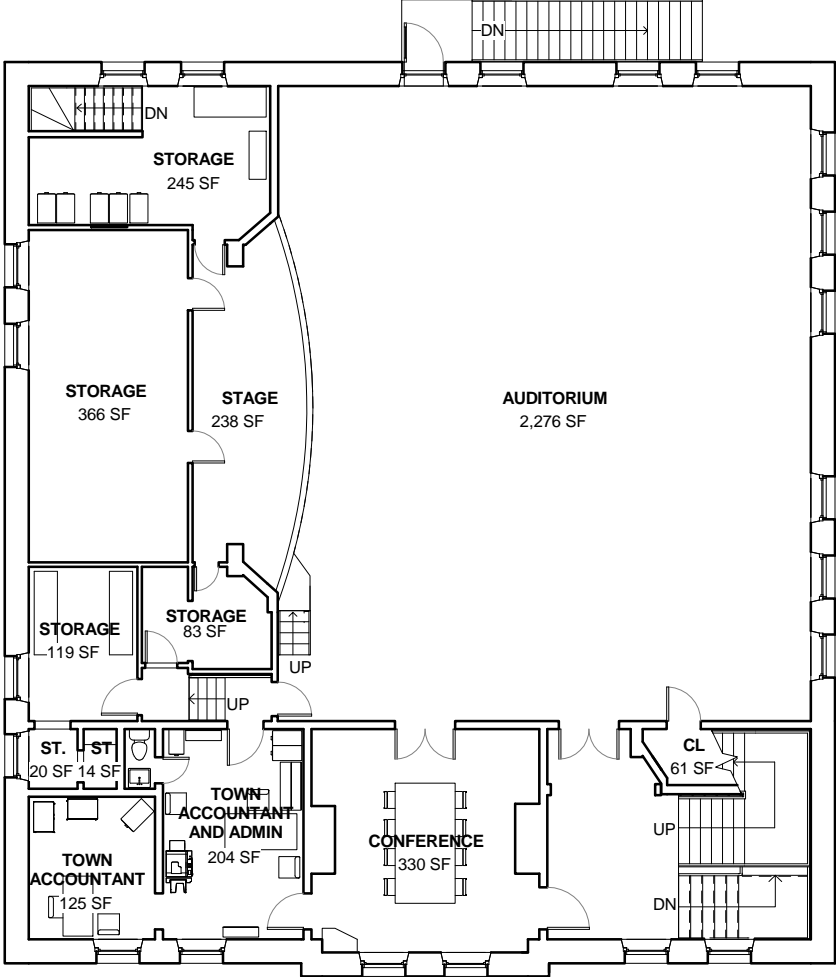 DN
DN
STORAGE
245 SF
STORAGE
366 SF
STAGE
238 SF
AUDITORIUM
2,276 SF
STORAGE
83 SF
STORAGE
119 SF
UP
UP
ST.
20 SF
ST
14 SF
CL
61 SF
TOWN
ACCOUNTANT
AND ADMIN
204 SF
CONFERENCE
330 SF
UP
TOWN
ACCOUNTANT
125 SF
DN